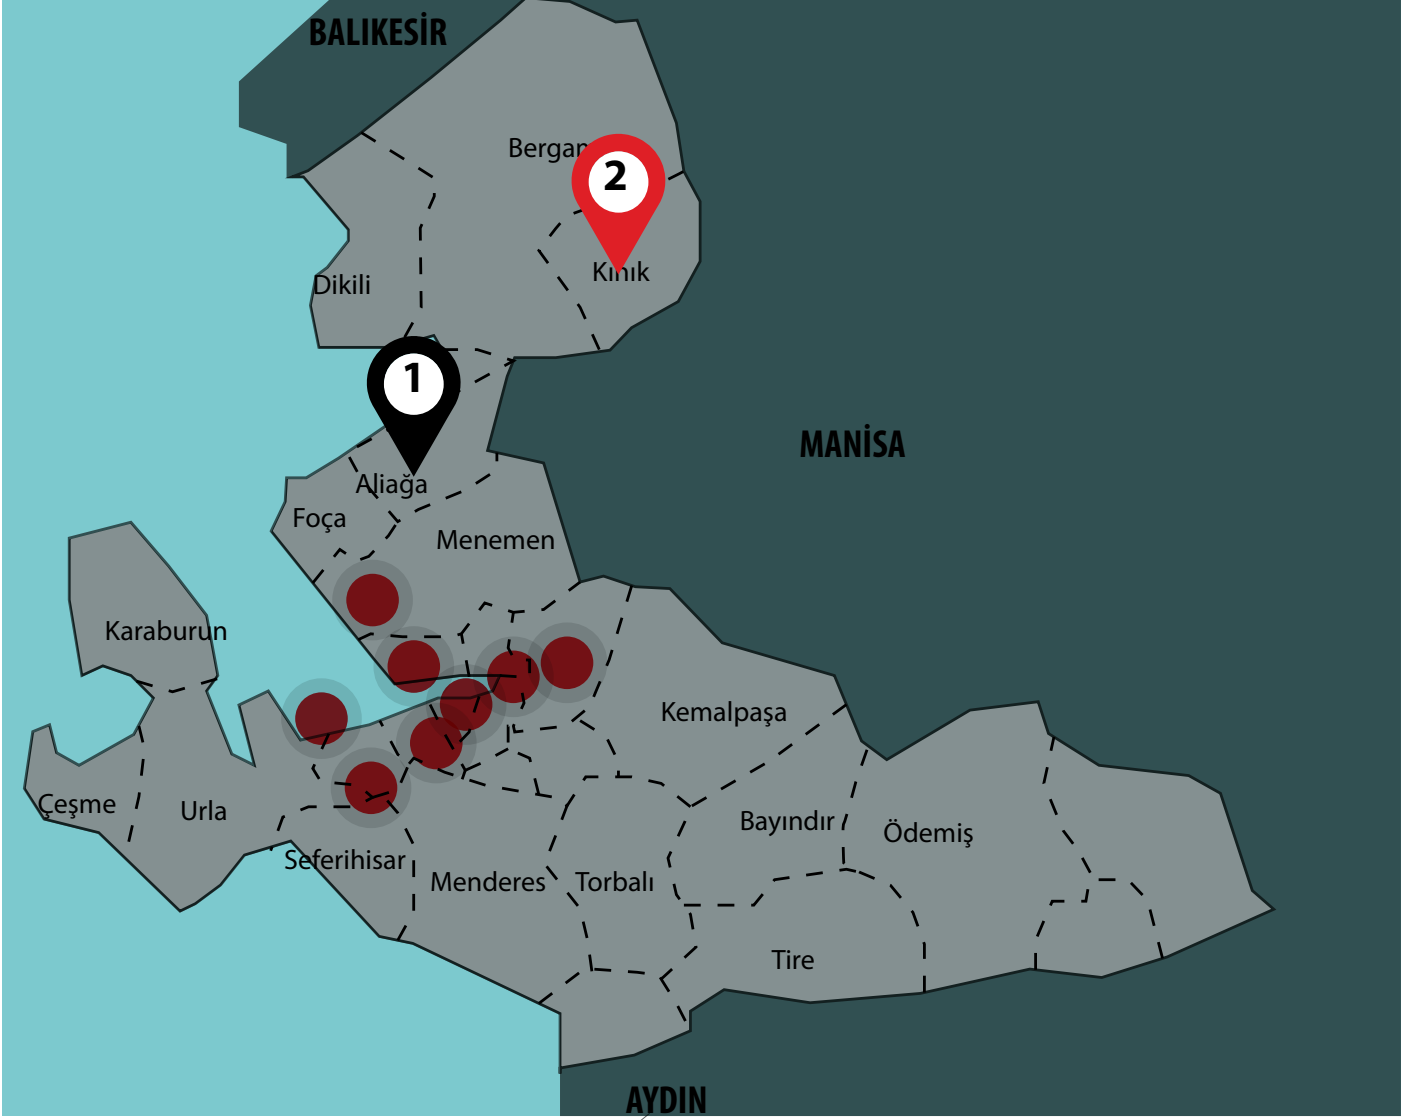 BALIKESİR
2
Kınık
Dikili
1
MANİSA
Aliağa
Foça
Menemen
Karaburun
Kemalpaşa
Çeşme
Urla
Bayındır
Ödemiş
Seferihisar
Menderes
Torbalı
Tire
AYDIN